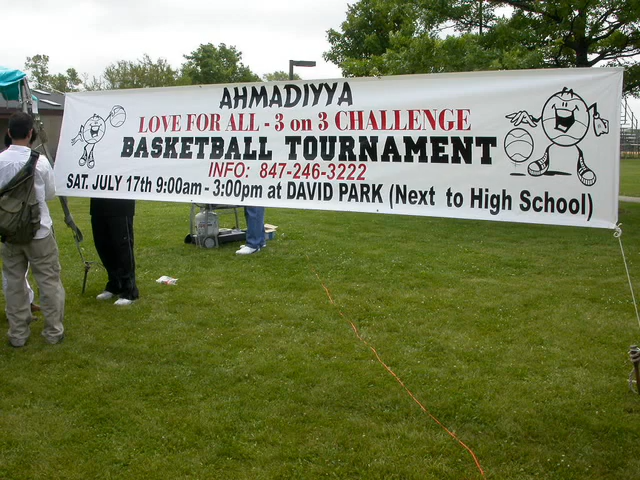 AHMADIYYA
LOVE FOR ALL - 3 on 3 CHALLENGE
BASKETBALL TOURNAMENT
INFO: 847-246-3222
SAT. JULY 17th 9:00am - 3:00pm at DAVID PARK (Next to High School)